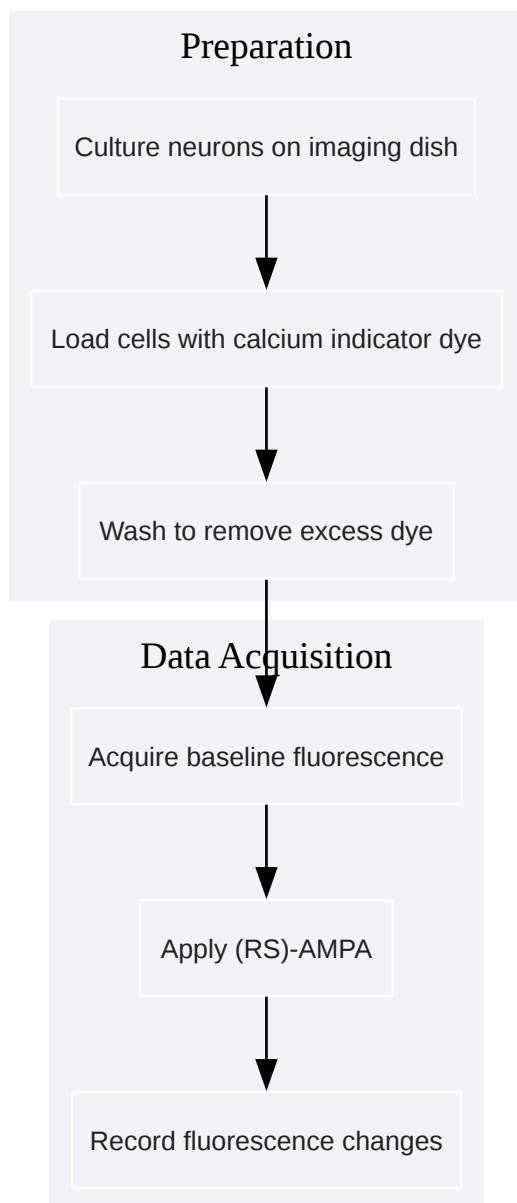 Preparation
Culture neurons on imaging dish
Load cells with calcium indicator dye
Wash to remove excess dye
Data Acquisition
Acquire baseline fluorescence
Apply (RS)-AMPA
Record fluorescence changes